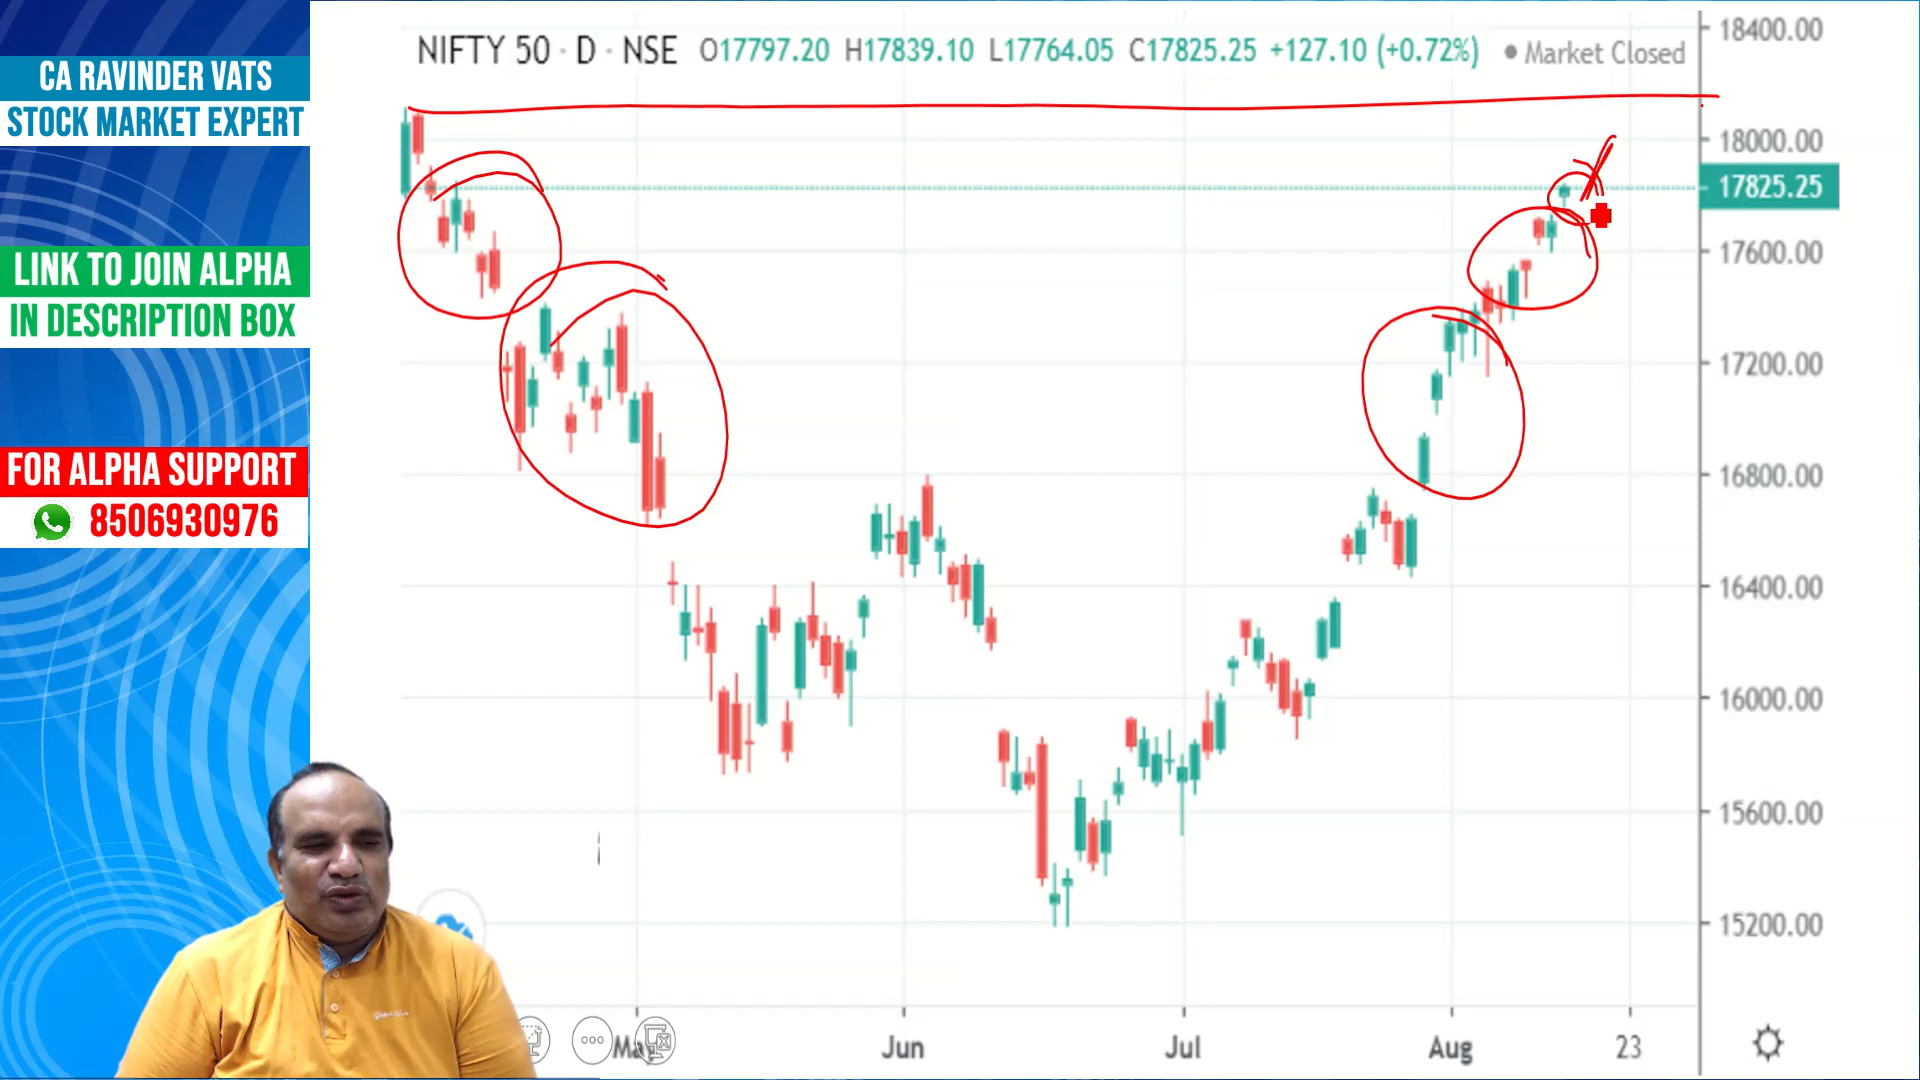 CA RAVINDER VATS
STOCK MARKET EXPERT
LINK TO JOIN ALPHA
IN DESCRIPTION BOX
FOR ALPHA SUPPORT
8506930976
NIFTY 50 · D · NSE O17797.20 H17839.10 L17764.05 C17825.25 +127.10 (+0.72%) Market Closed
18400.00
18000.00
17825.25
17600.00
17200.00
16800.00
16400.00
16000.00
15600.00
15200.00
May Jun Jul Aug 23